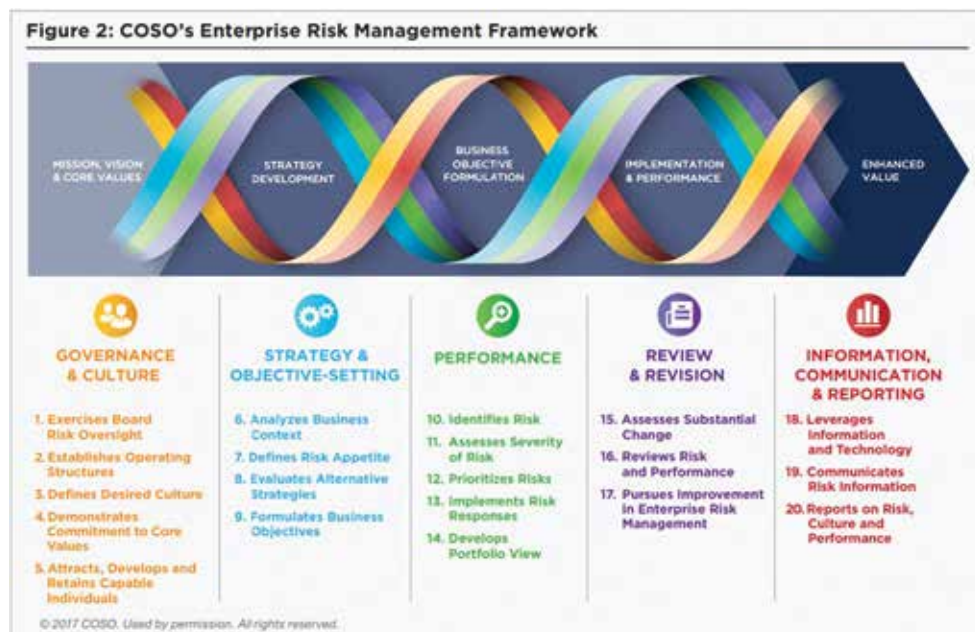 Figure 2: COSO's Enterprise Risk Management Framework
MISSION, VISION
& CORE VALUES
STRATEGY
DEVELOPMENT
BUSINESS
OBJECTIVE
FORMULATION
IMPLEMENTATION
& PERFORMANCE
ENHANCED
VALUE
GOVERNANCE
& CULTURE
1. Exercises Board
Risk Oversight
2. Establishes Operating
Structures
3. Defines Desired Culture
4. Demonstrates
Commitment to Core
Values
5. Attracts, Develops and
Retains Capable
Individuals
STRATEGY &
OBJECTIVE-SETTING
6. Analyzes Business
Context
7. Defines Risk Appetite
8. Evaluates Alternative
Strategies
9. Formulates Business
Objectives
PERFORMANCE
10. Identifies Risk
11. Assesses Severity
of Risk
12. Prioritizes Risks
13. Implements Risk
Responses
14. Develops
Portfolio View
REVIEW
& REVISION
15. Assesses Substantial
Change
16. Reviews Risk
and Performance
17. Pursues Improvement
in Enterprise Risk
Management
INFORMATION,
COMMUNICATION
& REPORTING
18. Leverages
Information
and Technology
19. Communicates
Risk Information
20. Reports on Risk,
Culture and
Performance
© 2017 COSO. Used by permission. All rights reserved.